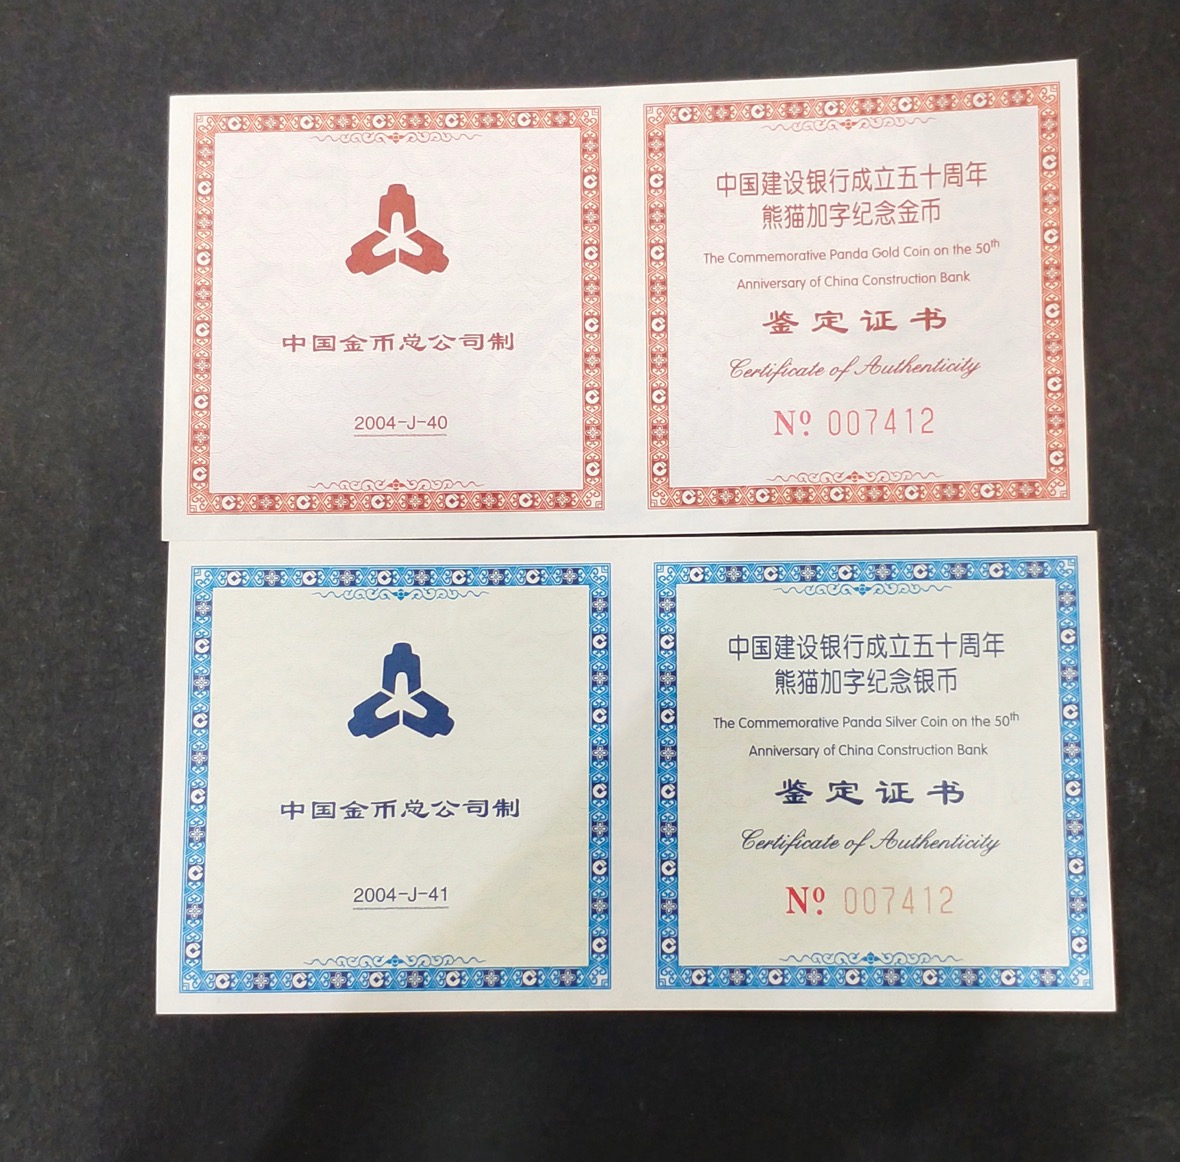 中国金币总公司制
2004-J-40
中国建设银行成立五十周年
熊猫加字纪念金币
The Commemorative Panda Gold Coin on the 50th
Anniversary of China Construction Bank
鉴定证书
Certificate of Authenticity
Nº 007412
中国金币总公司制
2004-J-41
中国建设银行成立五十周年
熊猫加字纪念银币
The Commemorative Panda Silver Coin on the 50th
Anniversary of China Construction Bank
鉴定证书
Certificate of Authenticity
Nº 007412